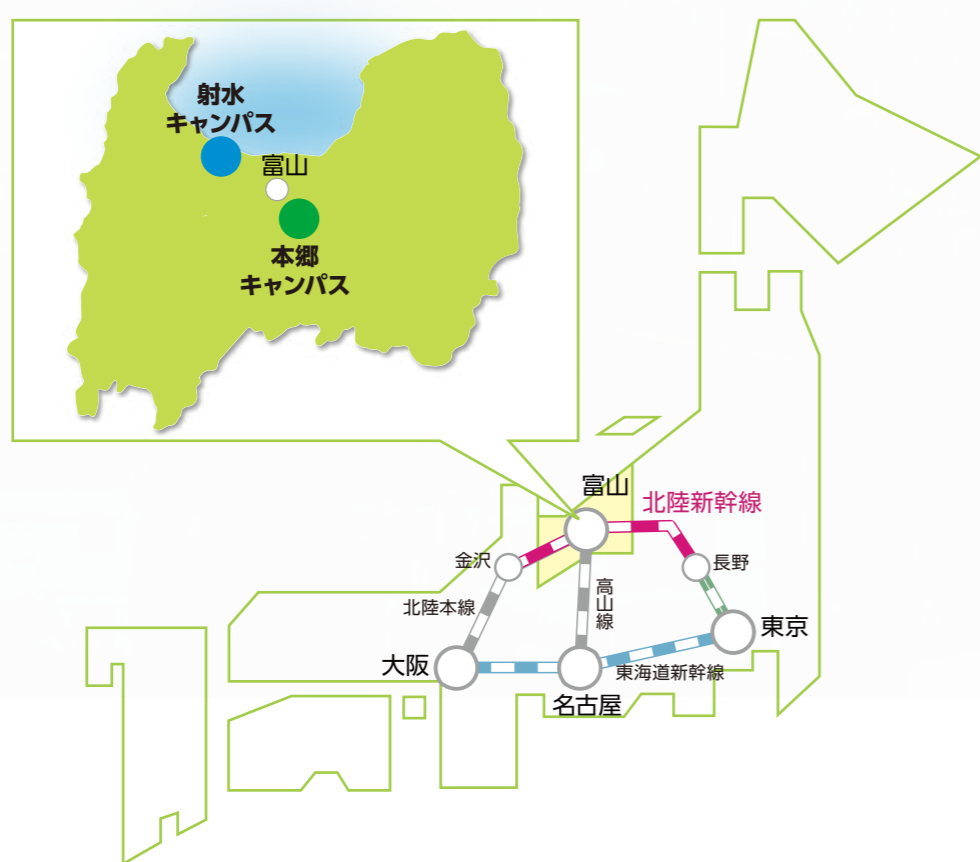 射水
キャンパス
富山
本郷
キャンパス
富山
北陸新幹線
金沢
長野
北陸本線
高山線
東京
大阪
東海道新幹線
名古屋